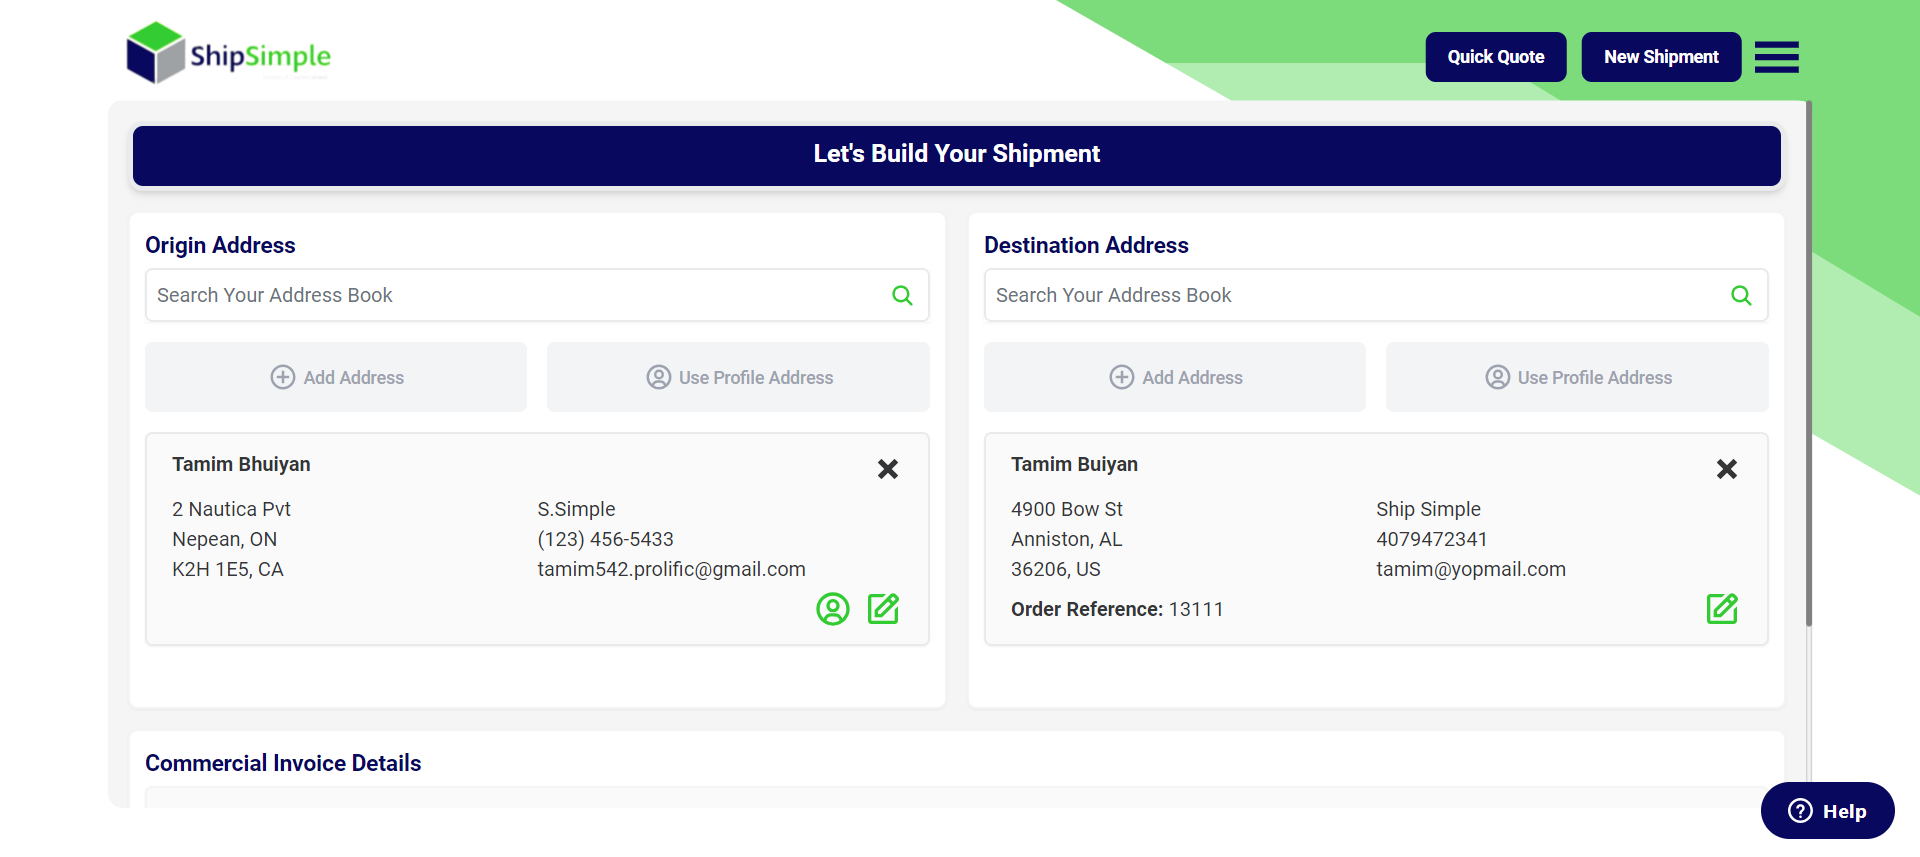 ShipSimple
Quick Quote
New Shipment
Let's Build Your Shipment
Origin Address
Search Your Address Book
Add Address
Use Profile Address
Tamim Bhuiyan
2 Nautica Pvt
Nepean, ON
K2H 1E5, CA
S.Simple
(123) 456-5433
tamim542.prolific@gmail.com
Destination Address
Search Your Address Book
Add Address
Use Profile Address
Tamim Buiyan
4900 Bow St
Anniston, AL
36206, US
Ship Simple
4079472341
tamim@yopmail.com
Order Reference: 13111
Commercial Invoice Details
Help